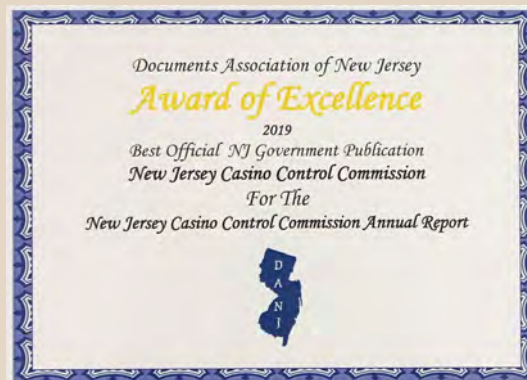 Documents Association of New Jersey
Award of Excellence
2019
Best Official NJ Government Publication
New Jersey Casino Control Commission
For The
New Jersey Casino Control Commission Annual Report
D
A
N
J